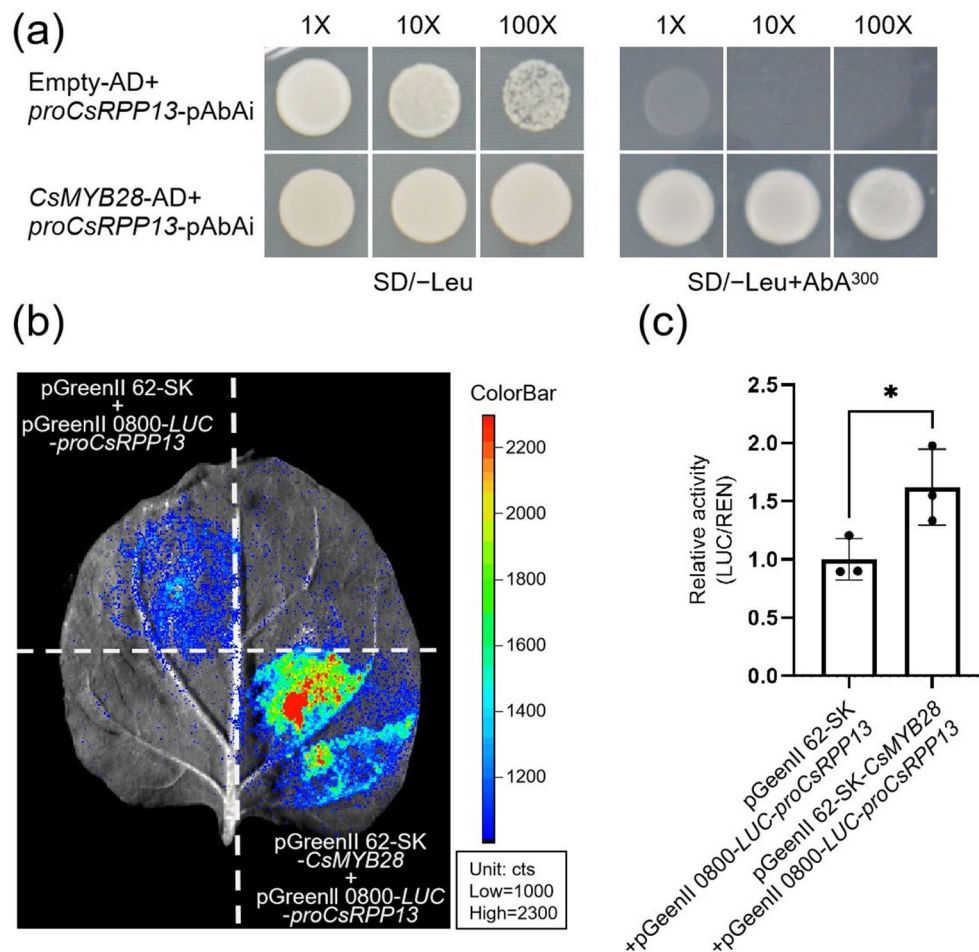 (a)
1X 10X 100X 1X 10X 100X
Empty-AD+
proCsRPP13-pAbAi
CsMYB28-AD+
proCsRPP13-pAbAi
SD/−Leu SD/−Leu+AbA³⁰⁰
(b)
pGreenII 62-SK
+
pGreenII 0800-LUC
-proCsRPP13
pGreenII 62-SK
-CsMYB28
+
pGreenII 0800-LUC
-proCsRPP13
ColorBar
2200
2000
1800
1600
1400
1200
Unit: cts
Low=1000
High=2300
(c)
Relative activity
(LUC/REN)
2.5
2.0
1.5
1.0
0.5
0.0
*
pGeenII 62-SK
+pGeenII 0800-LUC-proCsRPP13
pGeenII 62-SK-CsMYB28
+pGeenII 0800-LUC-proCsRPP13